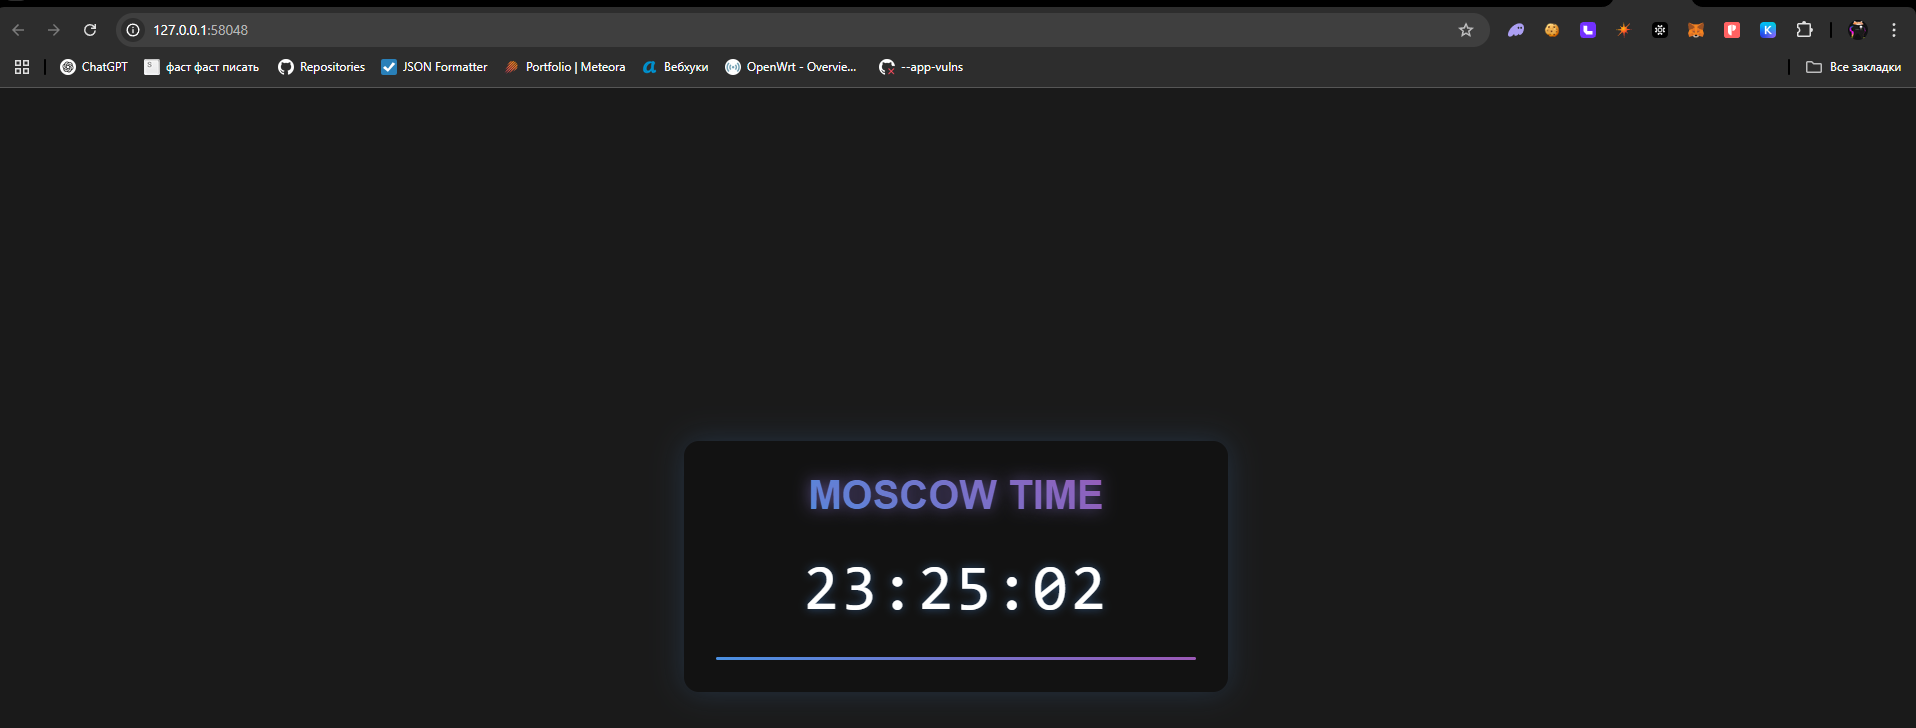 127.0.0.1:58048
ChatGPT фаст фаст писать Repositories JSON Formatter Portfolio | Meteora Вебхуки OpenWrt - Overvie... --app-vulns Все закладки
MOSCOW TIME
23:25:02